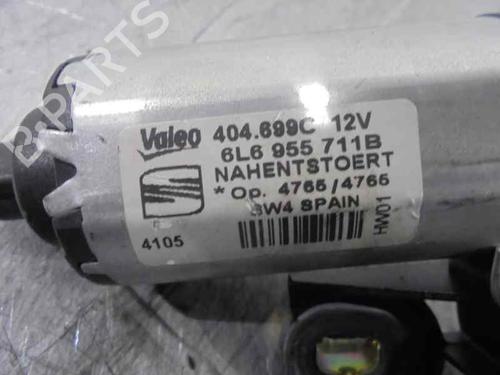 B-PARTS
Valeo 404.699C 12V
6L6 955 711B
NAHENTSTOERT
* Op. 4765/4765
SW4 SPAIN
4105
HW01